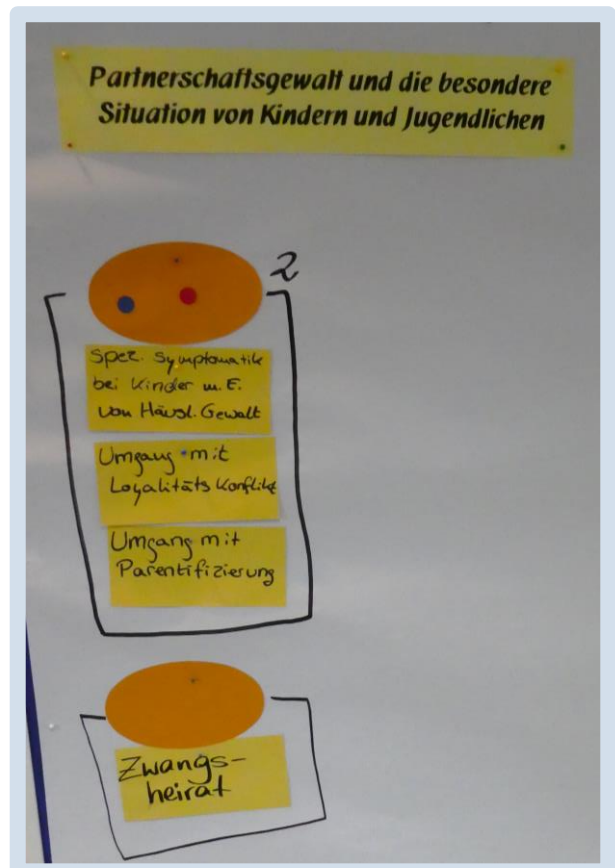 Partnerschaftsgewalt und die besondere
Situation von Kindern und Jugendlichen
2
Spez. Symptomatik
bei Kinder m. E.
von Häusl. Gewalt
Umgang mit
Loyalitäts Konflikt
Umgang mit
Parentifizierung
Zwangs-
heirat